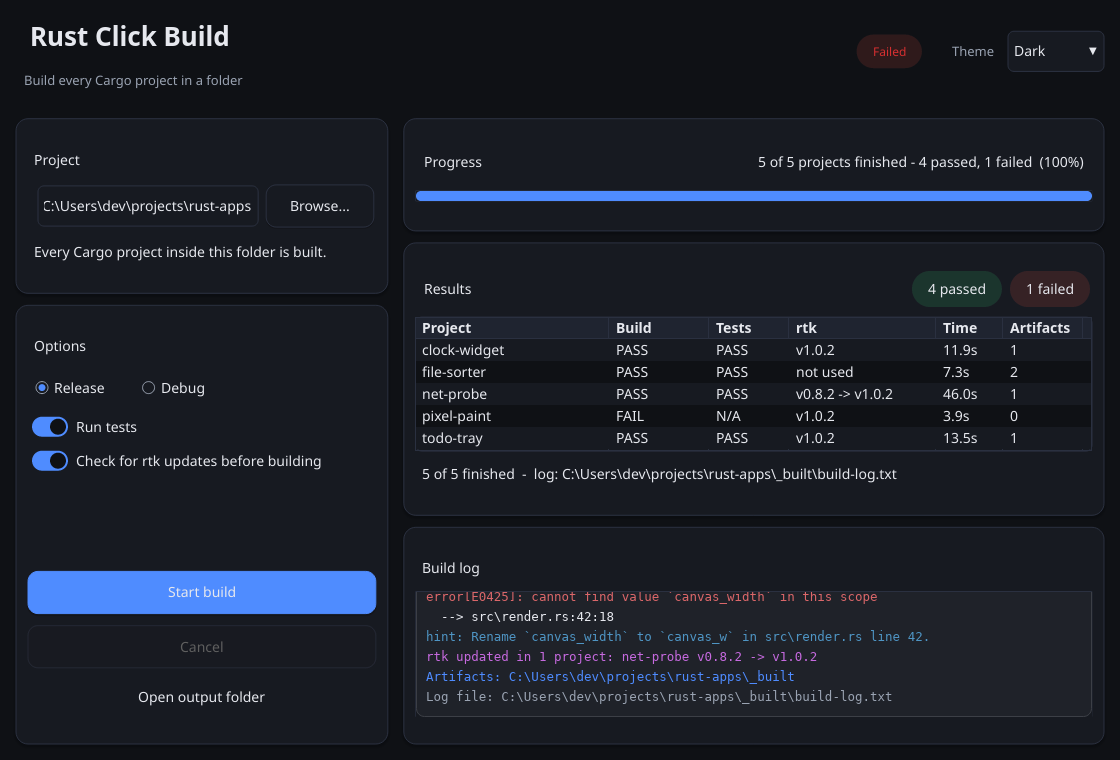 Rust Click Build
Build every Cargo project in a folder
Failed
Theme
Dark
Project
C:\Users\dev\projects\rust-apps
Browse...
Every Cargo project inside this folder is built.
Options
Release
Debug
Run tests
Check for rtk updates before building
Start build
Cancel
Open output folder
Progress
5 of 5 projects finished - 4 passed, 1 failed (100%)
Results
4 passed
1 failed
Project Build Tests rtk Time Artifacts
clock-widget PASS PASS v1.0.2 11.9s 1
file-sorter PASS PASS not used 7.3s 2
net-probe PASS PASS v0.8.2 -> v1.0.2 46.0s 1
pixel-paint FAIL N/A v1.0.2 3.9s 0
todo-tray PASS PASS v1.0.2 13.5s 1
5 of 5 finished - log: C:\Users\dev\projects\rust-apps\_built\build-log.txt
Build log
error[E0425]: cannot find value `canvas_width` in this scope
--> src\render.rs:42:18
hint: Rename `canvas_width` to `canvas_w` in src\render.rs line 42.
rtk updated in 1 project: net-probe v0.8.2 -> v1.0.2
Artifacts: C:\Users\dev\projects\rust-apps\_built
Log file: C:\Users\dev\projects\rust-apps\_built\build-log.txt